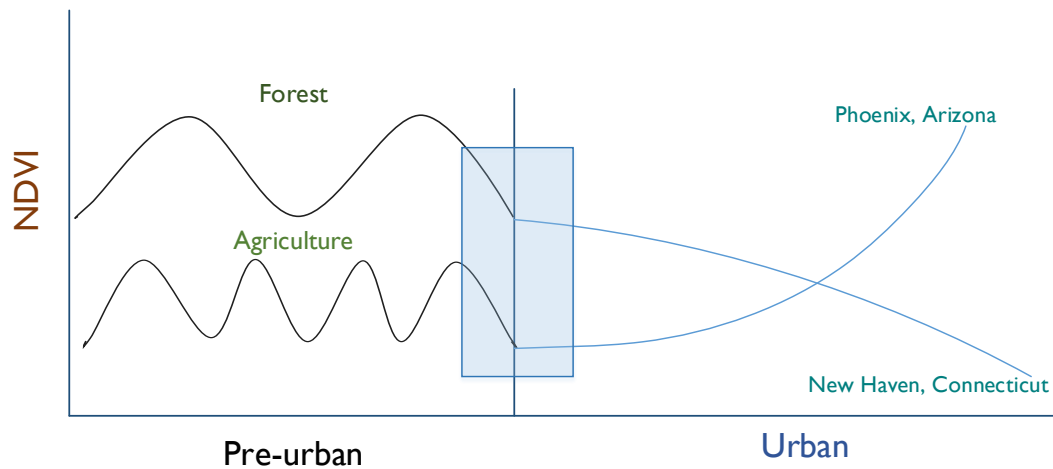 Forest
Phoenix, Arizona
NDVI
Agriculture
New Haven, Connecticut
Pre-urban
Urban